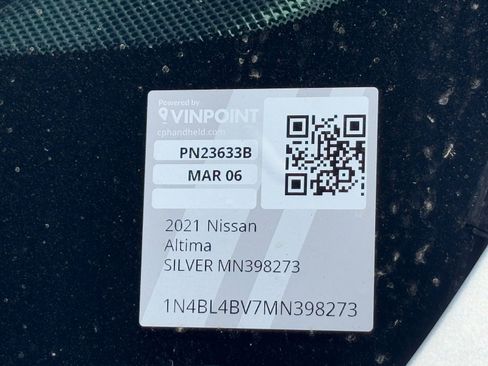 Powered by
VINPOINT
cphandheld.com
PN23633B
MAR 06
2021 Nissan
Altima
SILVER MN398273
1N4BL4BV7MN398273